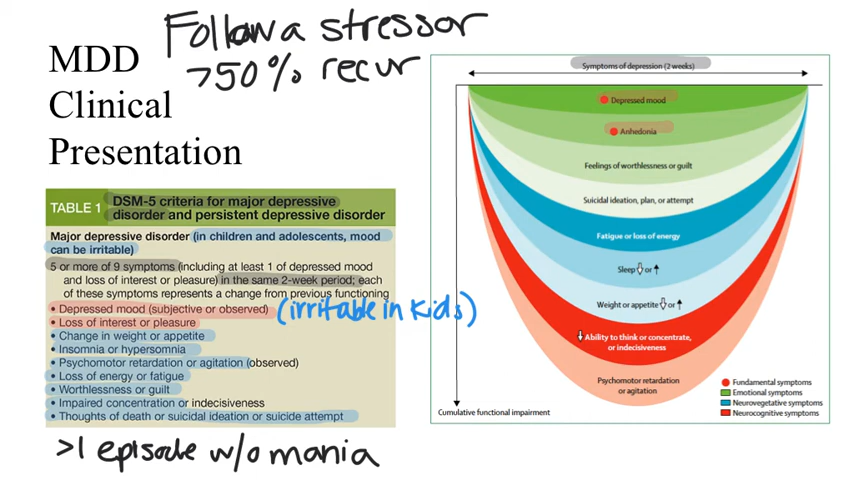 Follow a stressor
>50% recur
MDD
Clinical
Presentation
TABLE 1
DSM-5 criteria for major depressive
disorder and persistent depressive disorder
Major depressive disorder (in children and adolescents, mood
can be irritable)
5 or more of 9 symptoms (including at least 1 of depressed mood
and loss of interest or pleasure) in the same 2-week period; each
of these symptoms represents a change from previous functioning
• Depressed mood (subjective or observed)
(irritable in kids)
• Loss of interest or pleasure
• Change in weight or appetite
• Insomnia or hypersomnia
• Psychomotor retardation or agitation (observed)
• Loss of energy or fatigue
• Worthlessness or guilt
• Impaired concentration or indecisiveness
• Thoughts of death or suicidal ideation or suicide attempt
>1 episode w/o mania
Symptoms of depression (2 weeks)
Depressed mood
Anhedonia
Feelings of worthlessness or guilt
Suicidal ideation, plan, or attempt
Fatigue or loss of energy
Sleep ↓ or ↑
Weight or appetite ↓ or ↑
↓ Ability to think or concentrate,
or indecisiveness
Psychomotor retardation
or agitation
Cumulative functional impairment
Fundamental symptoms
Emotional symptoms
Neurovegetative symptoms
Neurocognitive symptoms